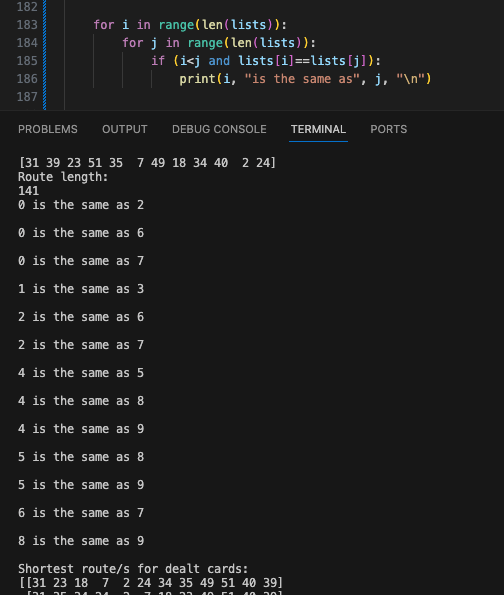 182
183 for i in range(len(lists)):
184 for j in range(len(lists)):
185 if (i<j and lists[i]==lists[j]):
186 print(i, "is the same as", j, "\n")
187
PROBLEMS OUTPUT DEBUG CONSOLE TERMINAL PORTS
[31 39 23 51 35  7 49 18 34 40  2 24]
Route length:
141
0 is the same as 2
0 is the same as 6
0 is the same as 7
1 is the same as 3
2 is the same as 6
2 is the same as 7
4 is the same as 5
4 is the same as 8
4 is the same as 9
5 is the same as 8
5 is the same as 9
6 is the same as 7
8 is the same as 9
Shortest route/s for dealt cards:
[[31 23 18  7  2 24 34 35 49 51 40 39]